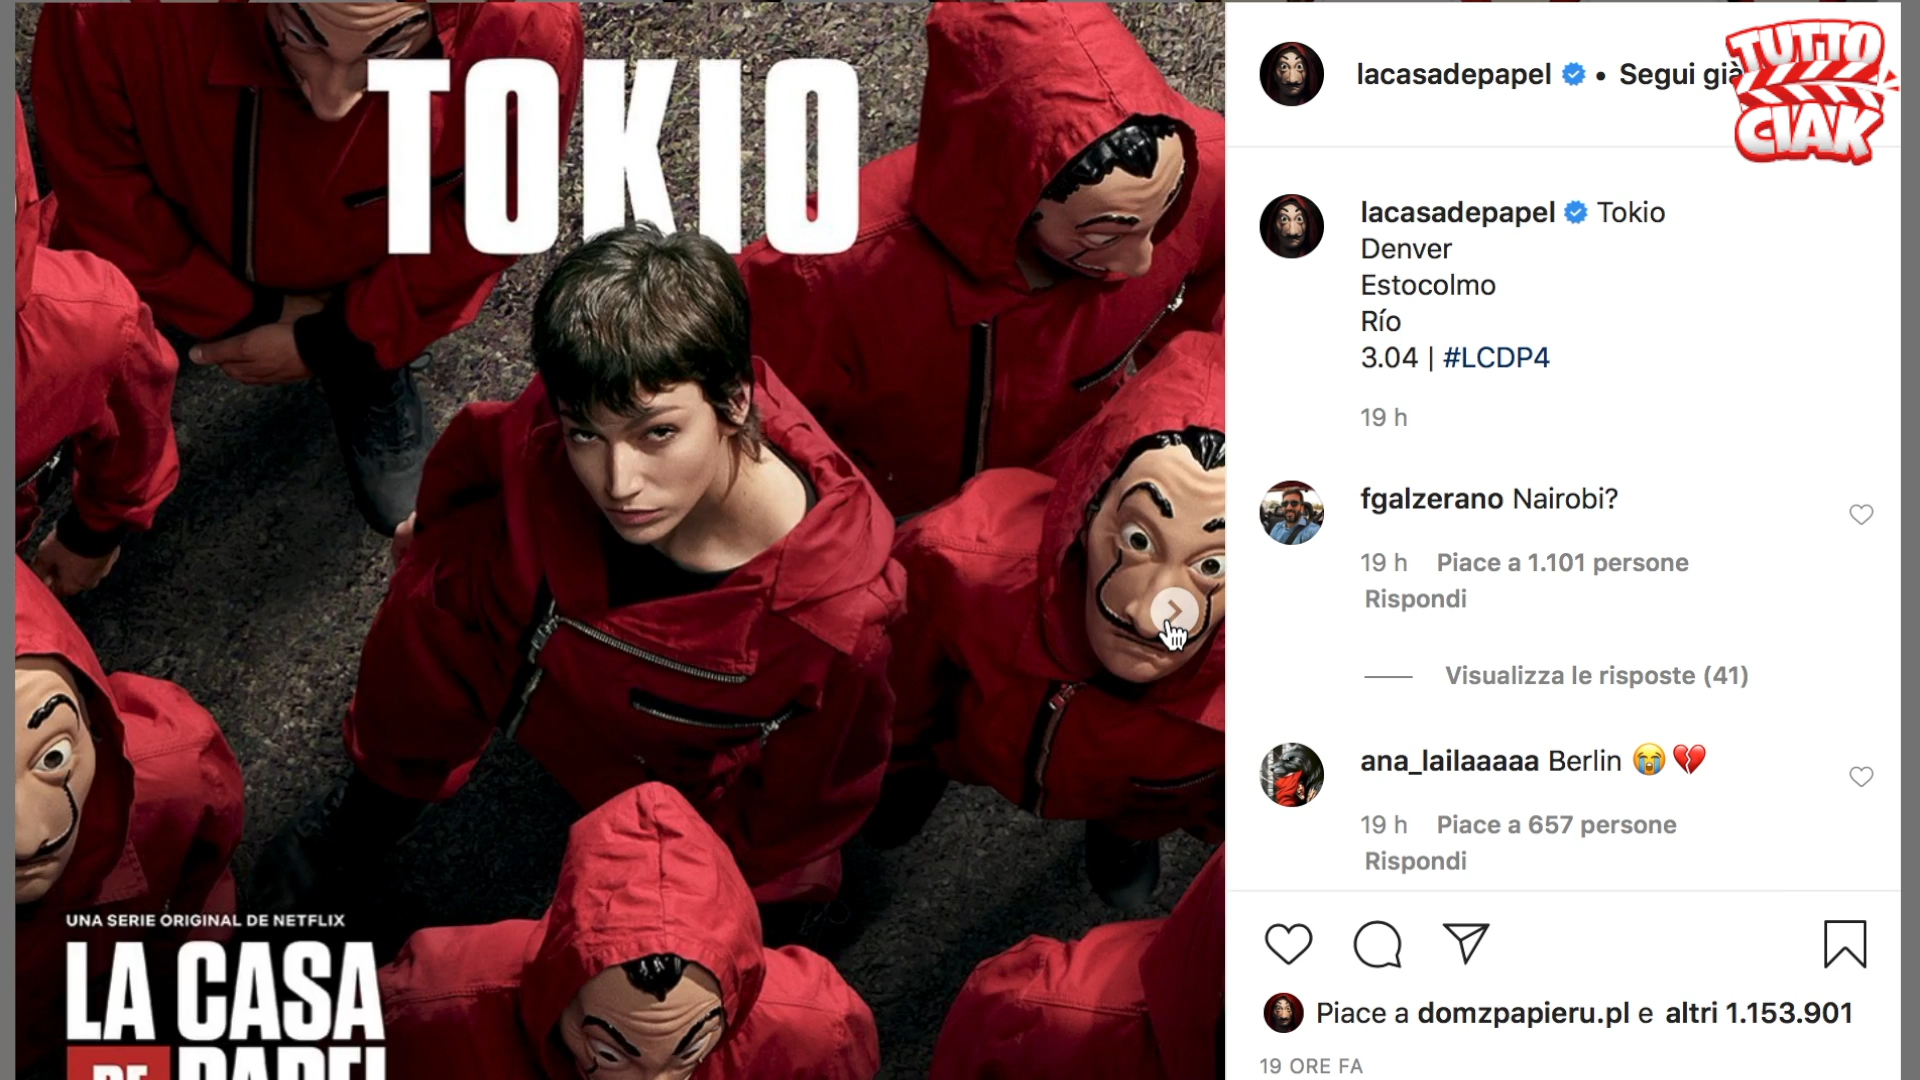 TOKIO
UNA SERIE ORIGINAL DE NETFLIX
LA CASA
DE PAPEL
lacasadepapel • Segui già
TUTTO
CIAK
lacasadepapel Tokio
Denver
Estocolmo
Río
3.04 | #LCDP4
19 h
fgalzerano Nairobi?
19 h Piace a 1.101 persone
Rispondi
Visualizza le risposte (41)
ana_lailaaaaa Berlin 😭💔
19 h Piace a 657 persone
Rispondi
Piace a domzpapieru.pl e altri 1.153.901
19 ORE FA